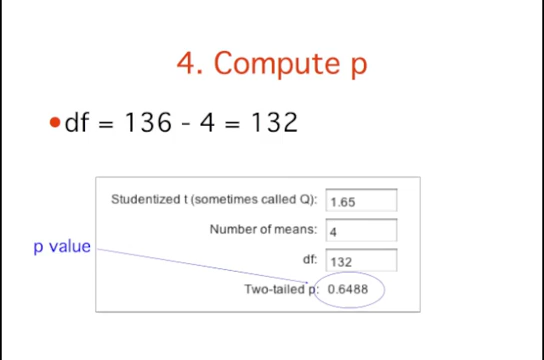 4. Compute p
•df = 136 - 4 = 132
Studentized t (sometimes called Q): 1.65
Number of means: 4
p value
df: 132
Two-tailed p: 0.6488